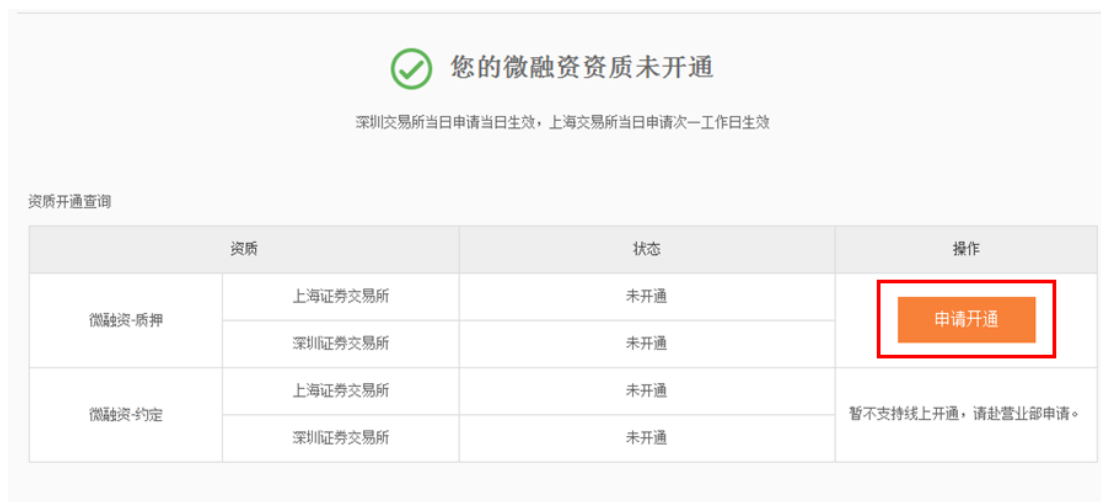 您的微融资资质未开通
深圳交易所当日申请当日生效，上海交易所当日申请次一工作日生效
资质开通查询
资质 状态 操作
微融资-质押 上海证券交易所 未开通 申请开通
深圳证券交易所 未开通
微融资-约定 上海证券交易所 未开通 暂不支持线上开通，请赴营业部申请。
深圳证券交易所 未开通